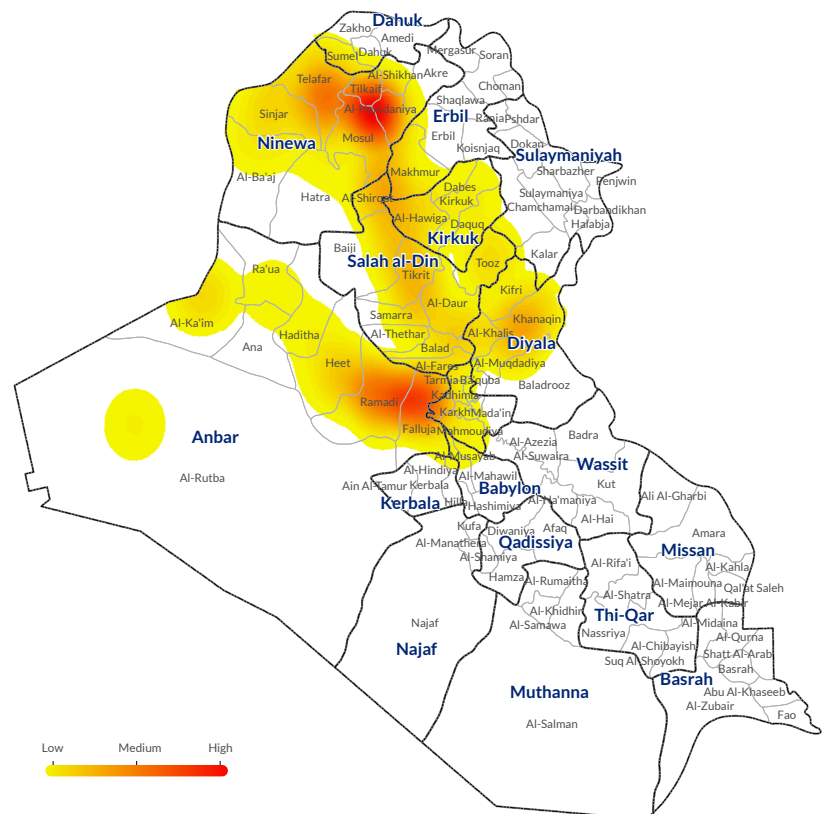 Dahuk
Zakho
Amedi
Sumel
Dahuk
Mergasur
Soran
Telafar
Al-Shikhan
Akre
Choman
Tilkaif
Shaqlawa
Sinjar
Al-Hamdaniya
Erbil
Rania
Pshdar
Mosul
Erbil
Ninewa
Koisnjaq
Dokan
Sulaymaniyah
Al-Ba'aj
Makhmur
Sharbazher
Penjwin
Hatra
Al-Shirqat
Dabes
Kirkuk
Sulaymaniya
Chamchamal
Darbandikhan
Al-Hawiga
Daquq
Halabja
Kirkuk
Baiji
Salah al-Din
Kalar
Ra'ua
Tikrit
Tooz
Kifri
Al-Ka'im
Al-Daur
Samarra
Khanaqin
Haditha
Al-Thethar
Al-Khalis
Diyala
Ana
Balad
Heet
Al-Fares
Al-Muqdadiya
Tarmia
Ba'quba
Baladrooz
Ramadi
Kadhimia
Karkh
Mada'in
Falluja
Mahmoudiya
Badra
Anbar
Al-Azezia
Al-Musayab
Al-Suwaira
Wassit
Al-Rutba
Al-Hindiya
Al-Mahawil
Kut
Ain Al-Tamur
Kerbala
Babylon
Ali Al-Gharbi
Kerbala
Hilla
Hashimiya
Al-Na'maniya
Al-Hai
Kufa
Diwaniya
Afaq
Amara
Al-Manathera
Qadissiya
Missan
Al-Shamiya
Al-Rifa'i
Al-Kahla
Hamza
Al-Rumaitha
Al-Maimouna
Qal'at Saleh
Al-Shatra
Al-Mejar Al-Kabir
Al-Khidhir
Thi-Qar
Najaf
Al-Samawa
Al-Midaina
Nassriya
Al-Qurna
Najaf
Al-Chibayish
Shatt Al-Arab
Suq Al-Shoyokh
Basrah
Basrah
Muthanna
Abu Al-Khaseeb
Al-Zubair
Fao
Al-Salman
Low
Medium
High